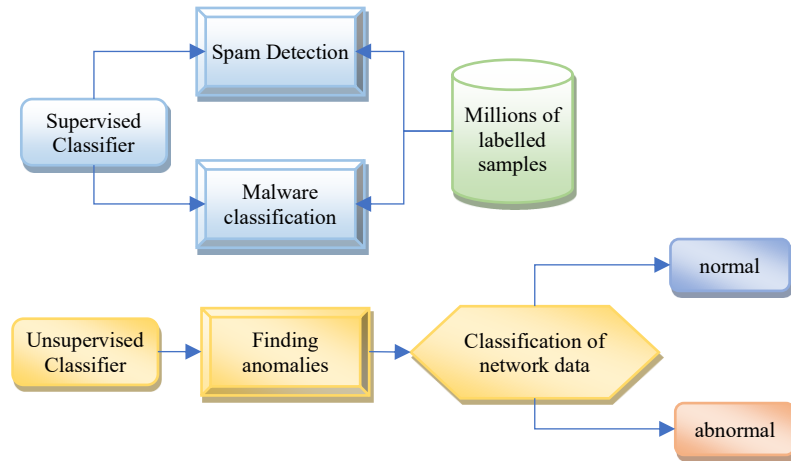 Spam Detection
Supervised
Classifier
Millions of
labelled
samples
Malware
classification
normal
Unsupervised
Classifier
Finding
anomalies
Classification of
network data
abnormal